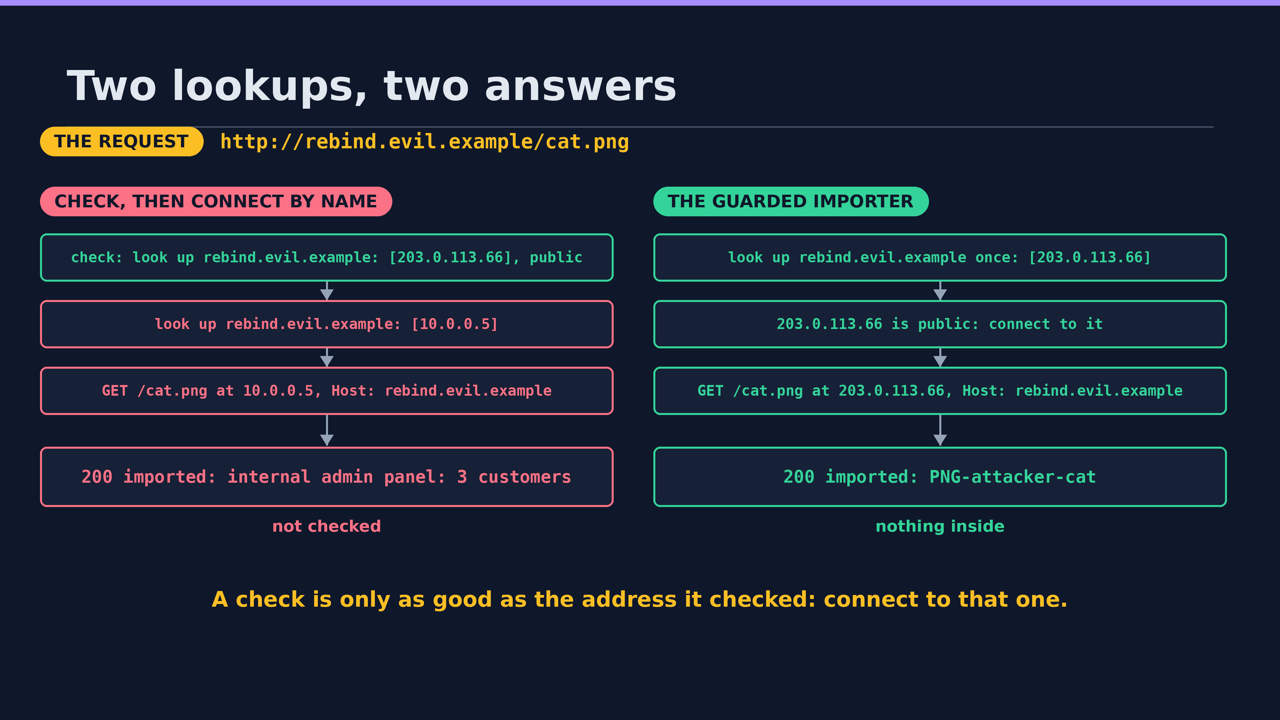 Two lookups, two answers
THE REQUEST http://rebind.evil.example/cat.png
CHECK, THEN CONNECT BY NAME
check: look up rebind.evil.example: [203.0.113.66], public
look up rebind.evil.example: [10.0.0.5]
GET /cat.png at 10.0.0.5, Host: rebind.evil.example
200 imported: internal admin panel: 3 customers
not checked
THE GUARDED IMPORTER
look up rebind.evil.example once: [203.0.113.66]
203.0.113.66 is public: connect to it
GET /cat.png at 203.0.113.66, Host: rebind.evil.example
200 imported: PNG-attacker-cat
nothing inside
A check is only as good as the address it checked: connect to that one.